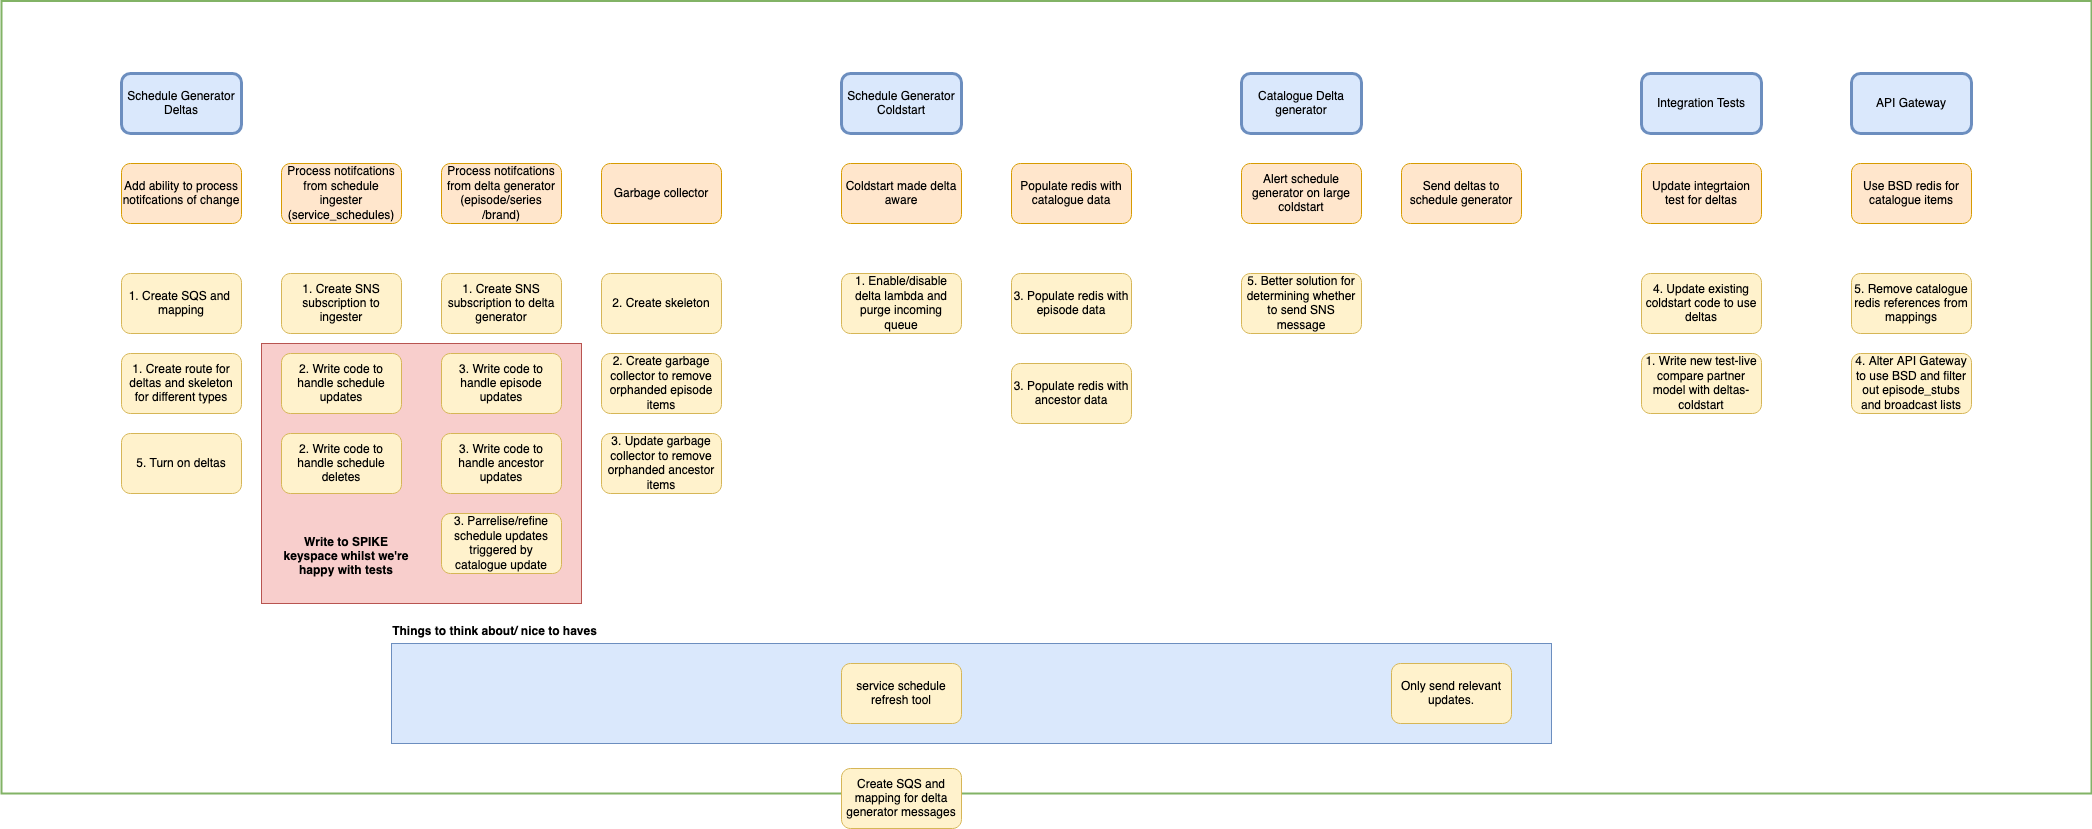 Schedule Generator
Deltas
Schedule Generator
Coldstart
Catalogue Delta
generator
Integration Tests
API Gateway
Add ability to process
notifcations of change
Process notifcations
from schedule
ingester
(service_schedules)
Process notifcations
from delta generator
(episode/series
/brand)
Garbage collector
Coldstart made delta
aware
Populate redis with
catalogue data
Alert schedule
generator on large
coldstart
Send deltas to
schedule generator
Update integrtaion
test for deltas
Use BSD redis for
catalogue items
1. Create SQS and
mapping
1. Create SNS
subscription to
ingester
1. Create SNS
subscription to delta
generator
2. Create skeleton
1. Enable/disable
delta lambda and
purge incoming
queue
3. Populate redis with
episode data
5. Better solution for
determining whether
to send SNS
message
4. Update existing
coldstart code to use
deltas
5. Remove catalogue
redis references from
mappings
1. Create route for
deltas and skeleton
for different types
2. Write code to
handle schedule
updates
3. Write code to
handle episode
updates
2. Create garbage
collector to remove
orphanded episode
items
3. Populate redis with
ancestor data
1. Write new test-live
compare partner
model with deltas-
coldstart
4. Alter API Gateway
to use BSD and filter
out episode_stubs
and broadcast lists
5. Turn on deltas
2. Write code to
handle schedule
deletes
3. Write code to
handle ancestor
updates
3. Update garbage
collector to remove
orphanded ancestor
items
Write to SPIKE
keyspace whilst we're
happy with tests
3. Parrelise/refine
schedule updates
triggered by
catalogue update
Things to think about/ nice to haves
service schedule
refresh tool
Only send relevant
updates.
Create SQS and
mapping for delta
generator messages